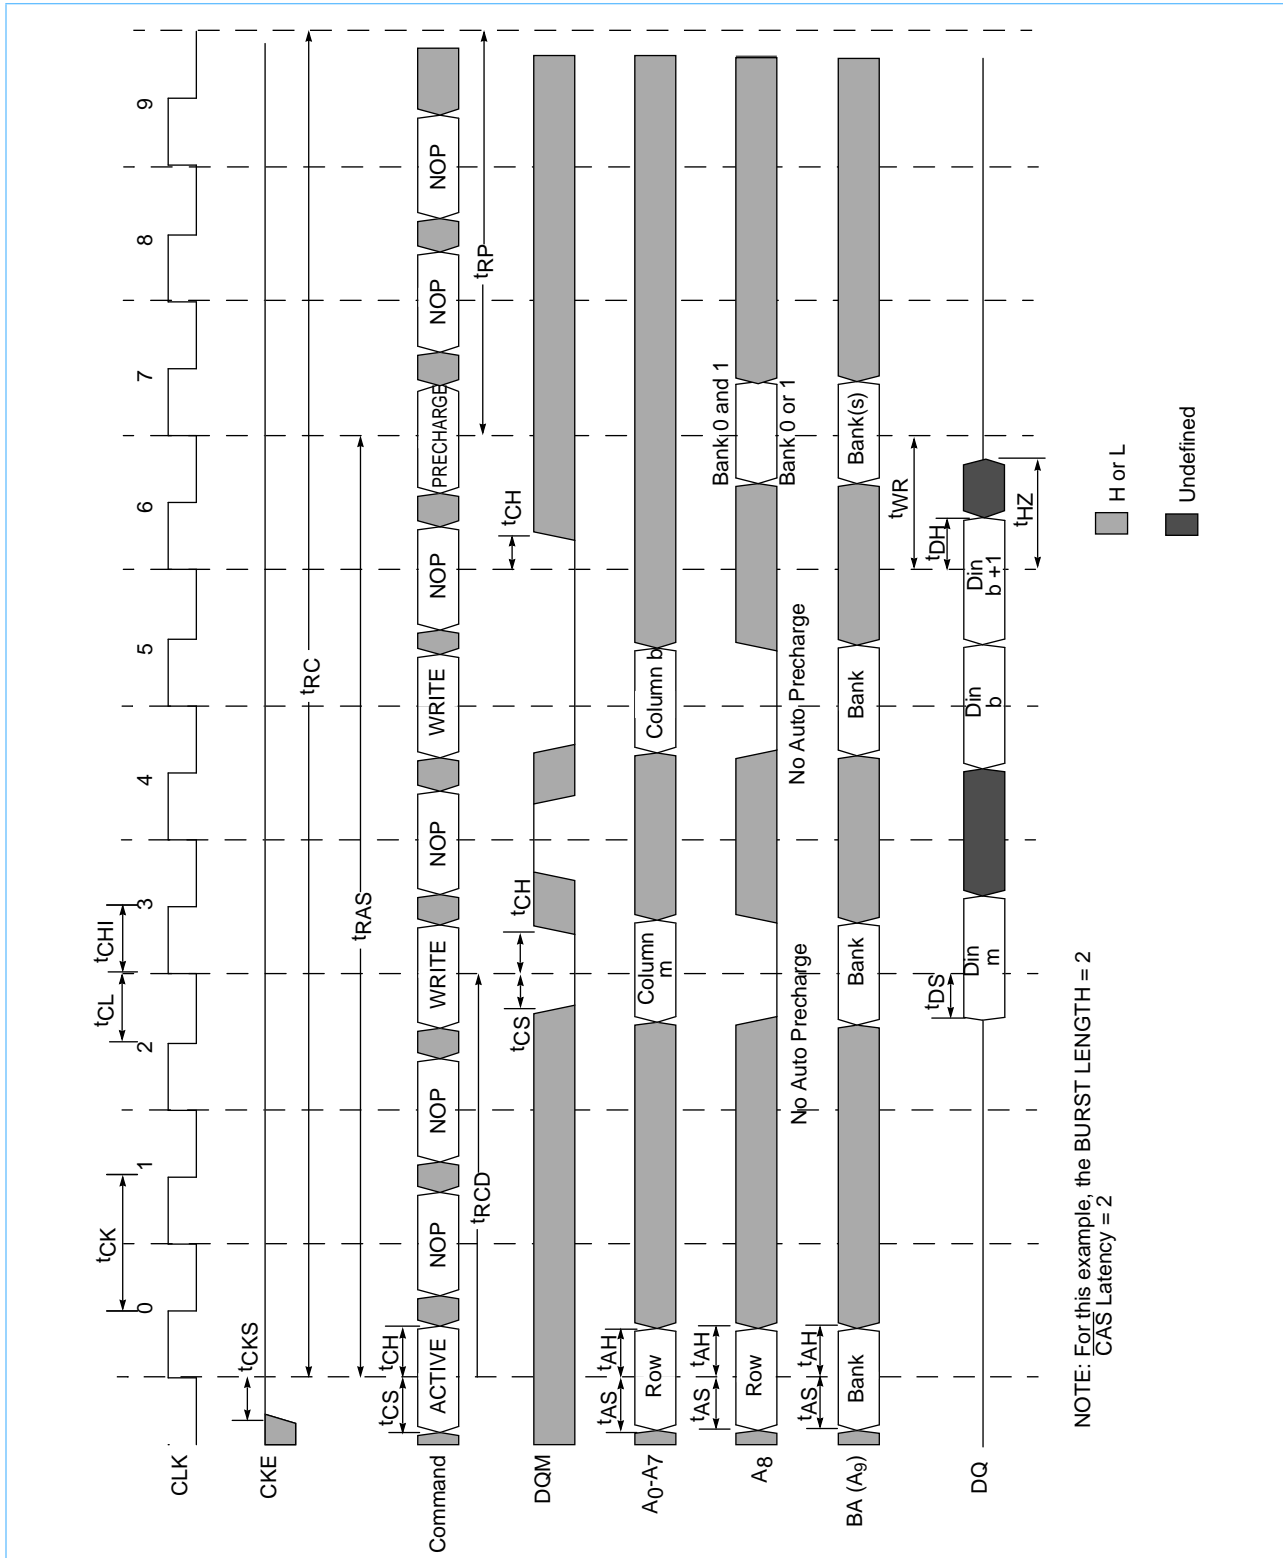 0 1 2 3 4 5 6 7 8 9
tCK tCL tCHI
CLK
tCKS
CKE
tRC
tRAS
tCS tCH
Command ACTIVE NOP NOP WRITE NOP WRITE NOP PRECHARGE NOP NOP
tRCD tRP
tCS tCH tCH
DQM
tAS tAH
A0-A7 Row Column m Column b
tAS tAH Bank 0 and 1
A8 Row
Bank 0 or 1
No Auto Precharge No Auto Precharge
tAS tAH
BA (A9) Bank Bank Bank Bank(s)
tWR
tDS tDH
DQ Din m Din b Din b +1
tHZ
NOTE: For this example, the BURST LENGTH = 2
CAS Latency = 2
H or L
Undefined